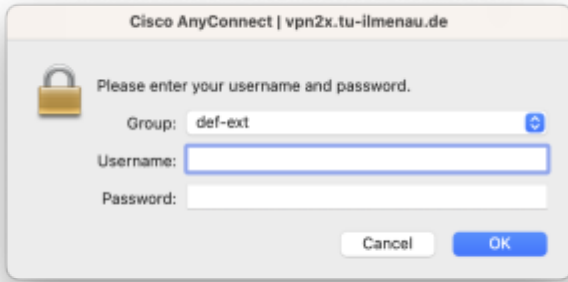 Cisco AnyConnect | vpn2x.tu-ilmenau.de
Please enter your username and password.
Group: def-ext
Username:
Password:
Cancel OK